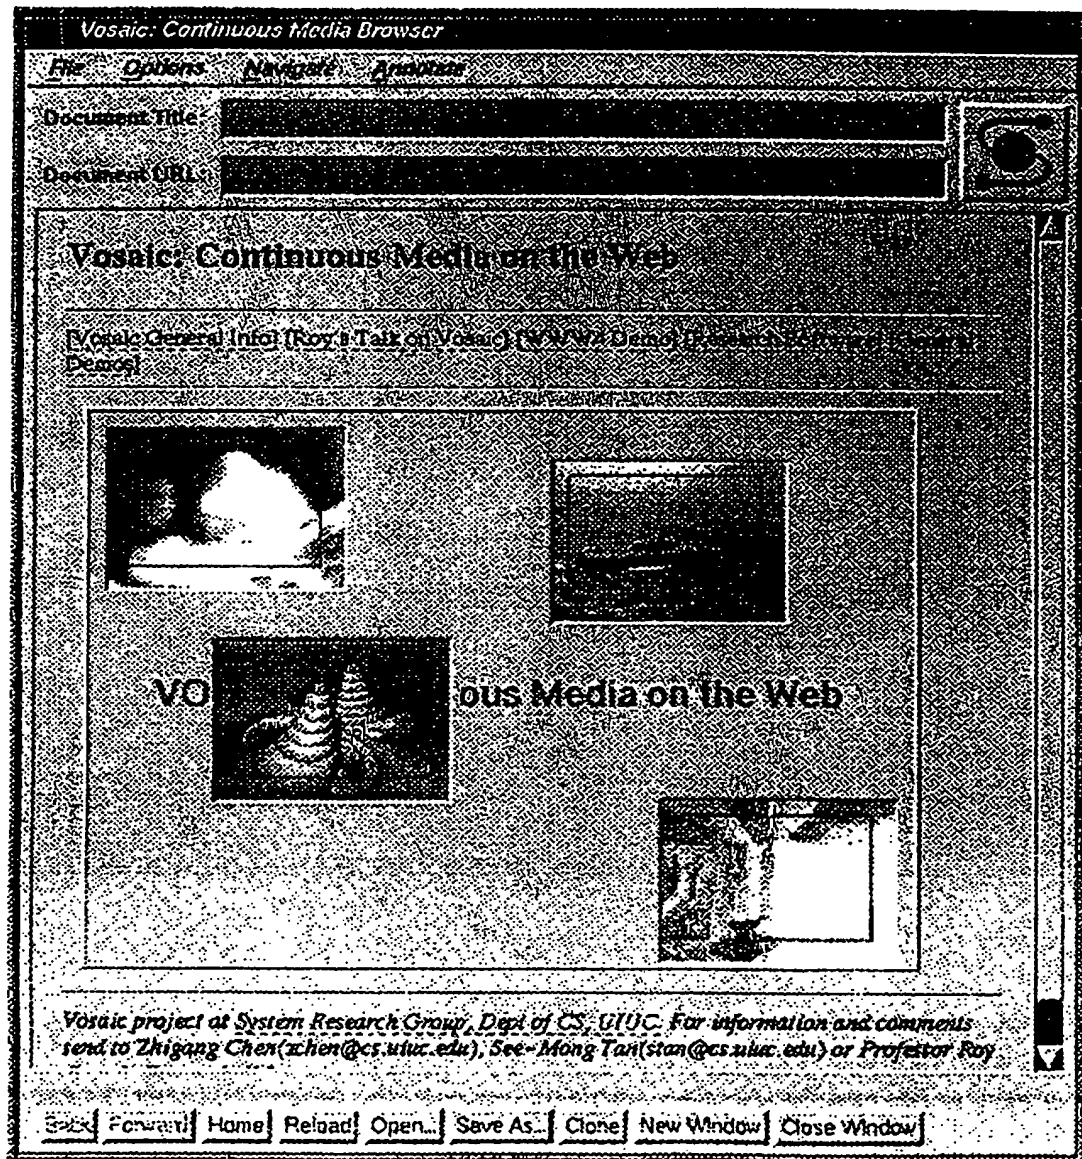 Vosaic: Continuous Media Browser
File Options Navigate Annotate
Document Title:
Document URL:
Vosaic: Continuous Media on the Web
[Vosaic General Info] [Roy's Talk on Vosaic] [WWW4 Demo] [Research Software] [General
Demos]
VO ous Media on the Web
Vosaic project at System Research Group, Dept of CS, UIUC. For information and comments
send to Zhigang Chen(zchen@cs.uiuc.edu), See-Mong Tan(stan@cs.uiuc.edu) or Professor Roy
Back Forward Home Reload Open... Save As... Clone New Window Close Window